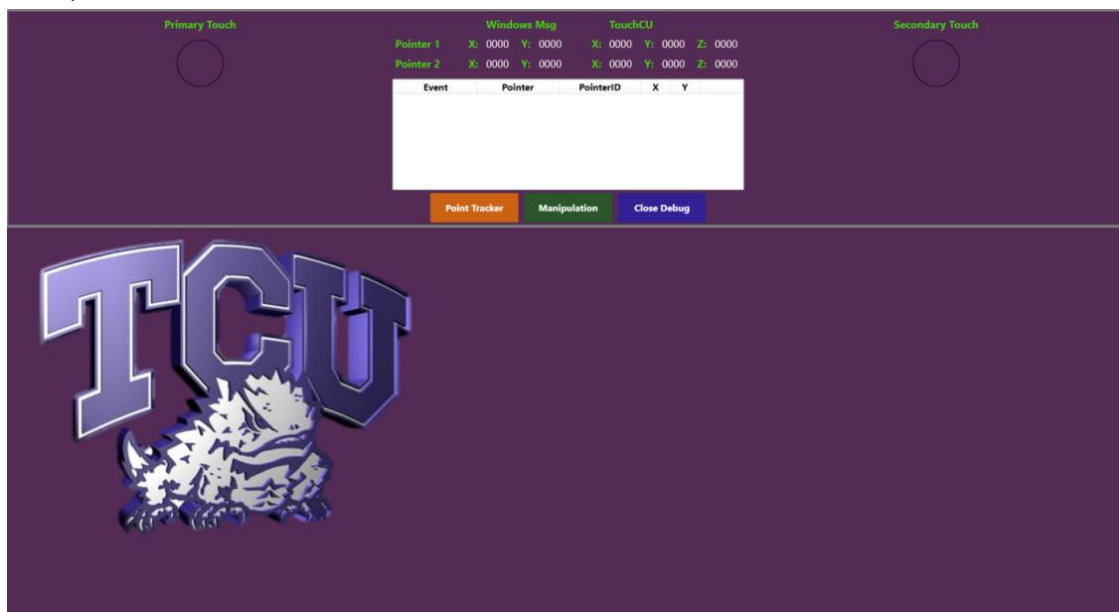 Primary Touch
Windows Msg TouchCU
Secondary Touch
Pointer 1 X: 0000 Y: 0000 X: 0000 Y: 0000 Z: 0000
Pointer 2 X: 0000 Y: 0000 X: 0000 Y: 0000 Z: 0000
Event Pointer PointerID X Y
Point Tracker Manipulation Close Debug
TCU